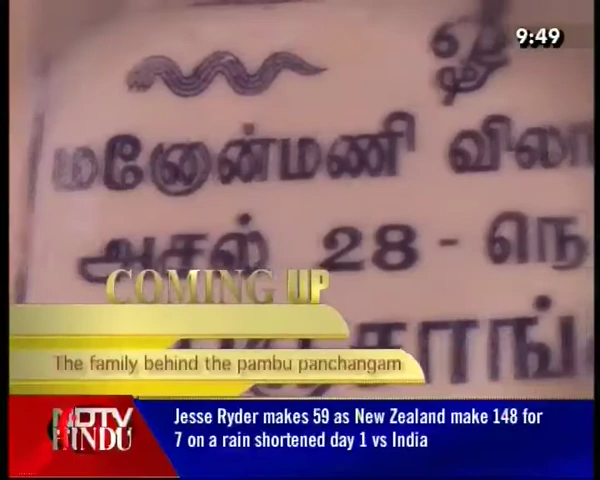 9:49
ஓ
மனோன்மணி விலா
அசல் 28 - நெ
COMING UP
The family behind the pambu panchangam
NDTV
HINDU
Jesse Ryder makes 59 as New Zealand make 148 for
7 on a rain shortened day 1 vs India